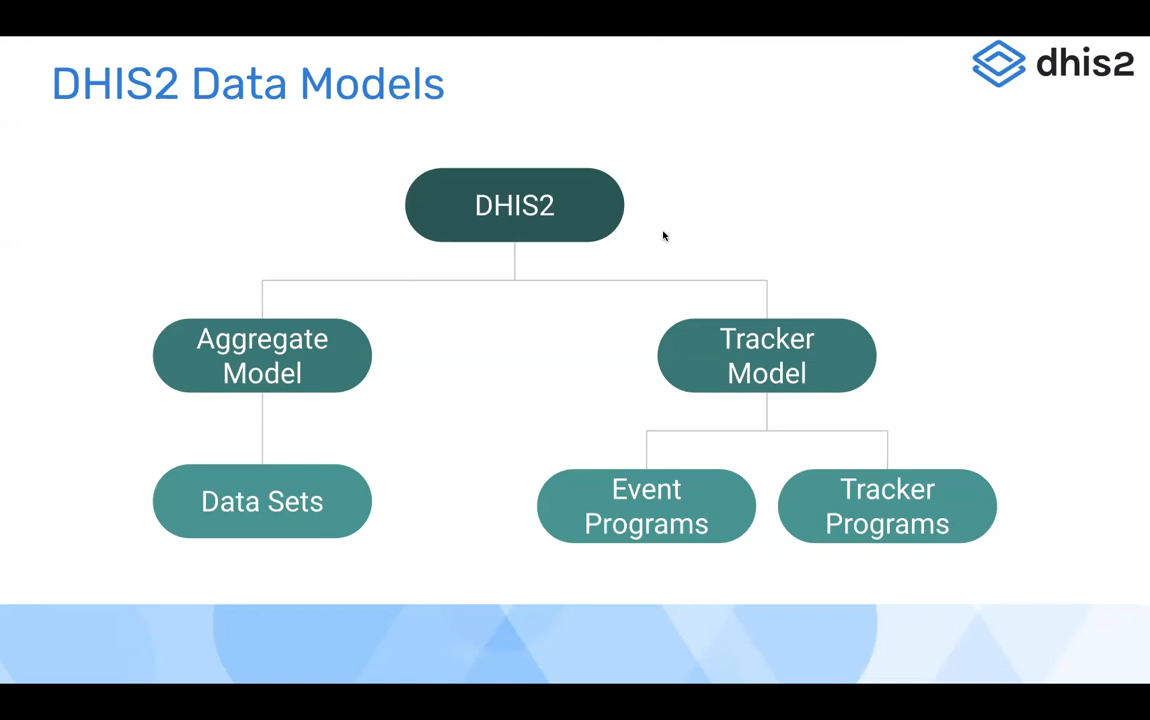 DHIS2 Data Models
dhis2
DHIS2
Aggregate
Model
Tracker
Model
Data Sets
Event
Programs
Tracker
Programs